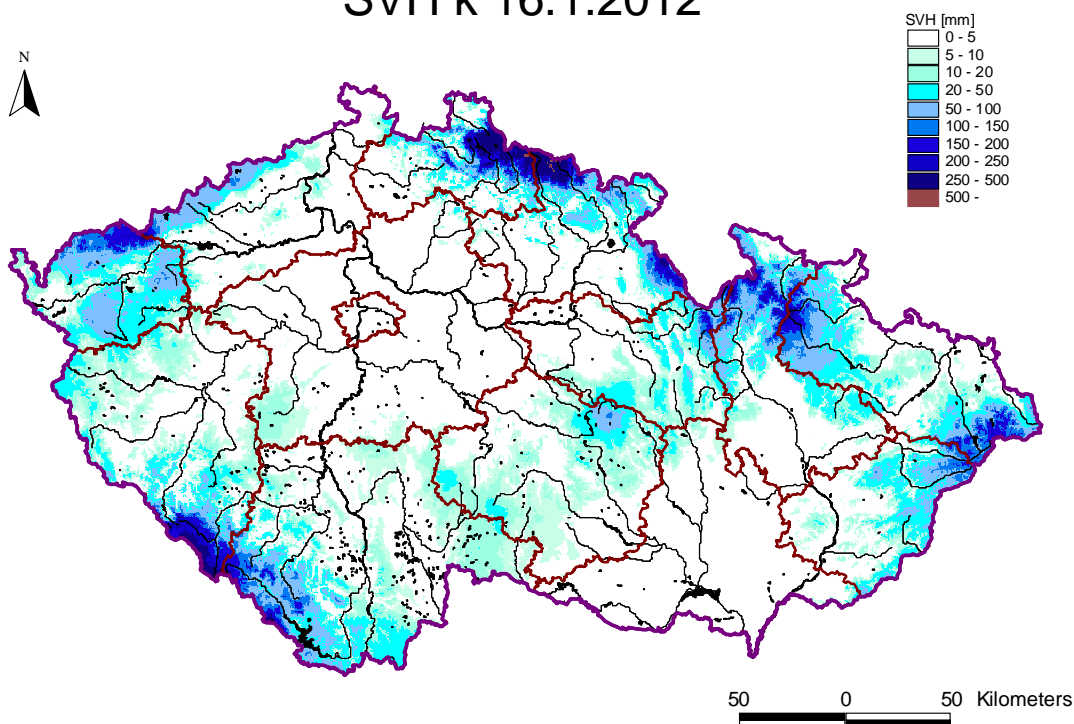 SVH k 16.1.2012
SVH [mm]
0 - 5
5 - 10
10 - 20
20 - 50
50 - 100
100 - 150
150 - 200
200 - 250
250 - 500
500 -
N
50 0 50 Kilometers